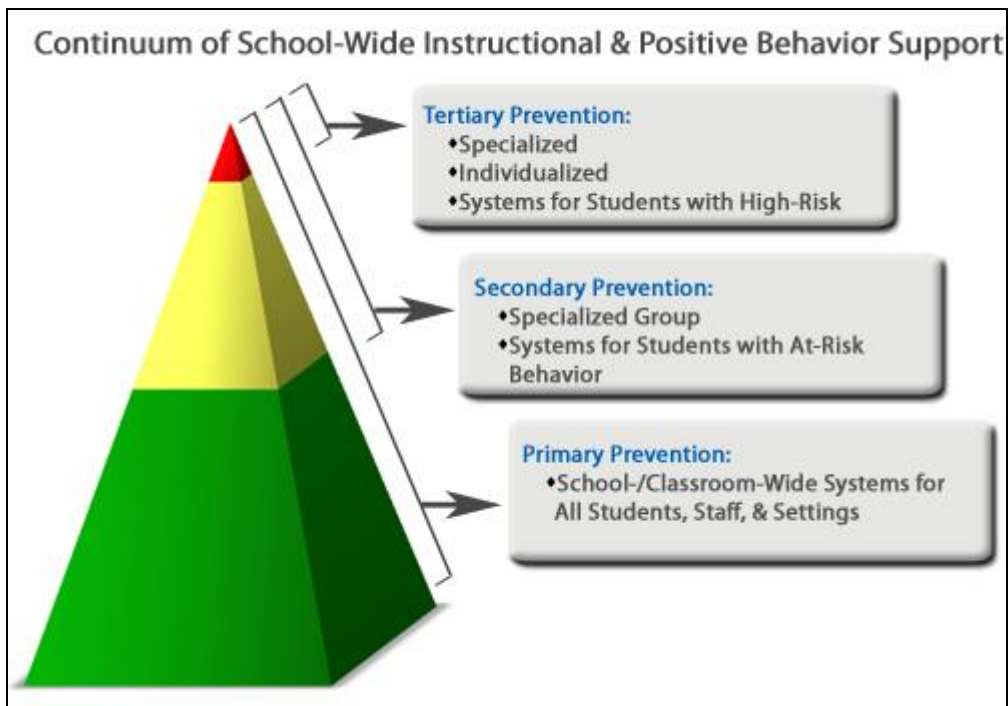 Continuum of School-Wide Instructional & Positive Behavior Support
Tertiary Prevention:
♦Specialized
♦Individualized
♦Systems for Students with High-Risk
Secondary Prevention:
♦Specialized Group
♦Systems for Students with At-Risk
Behavior
Primary Prevention:
♦School-/Classroom-Wide Systems for
All Students, Staff, & Settings